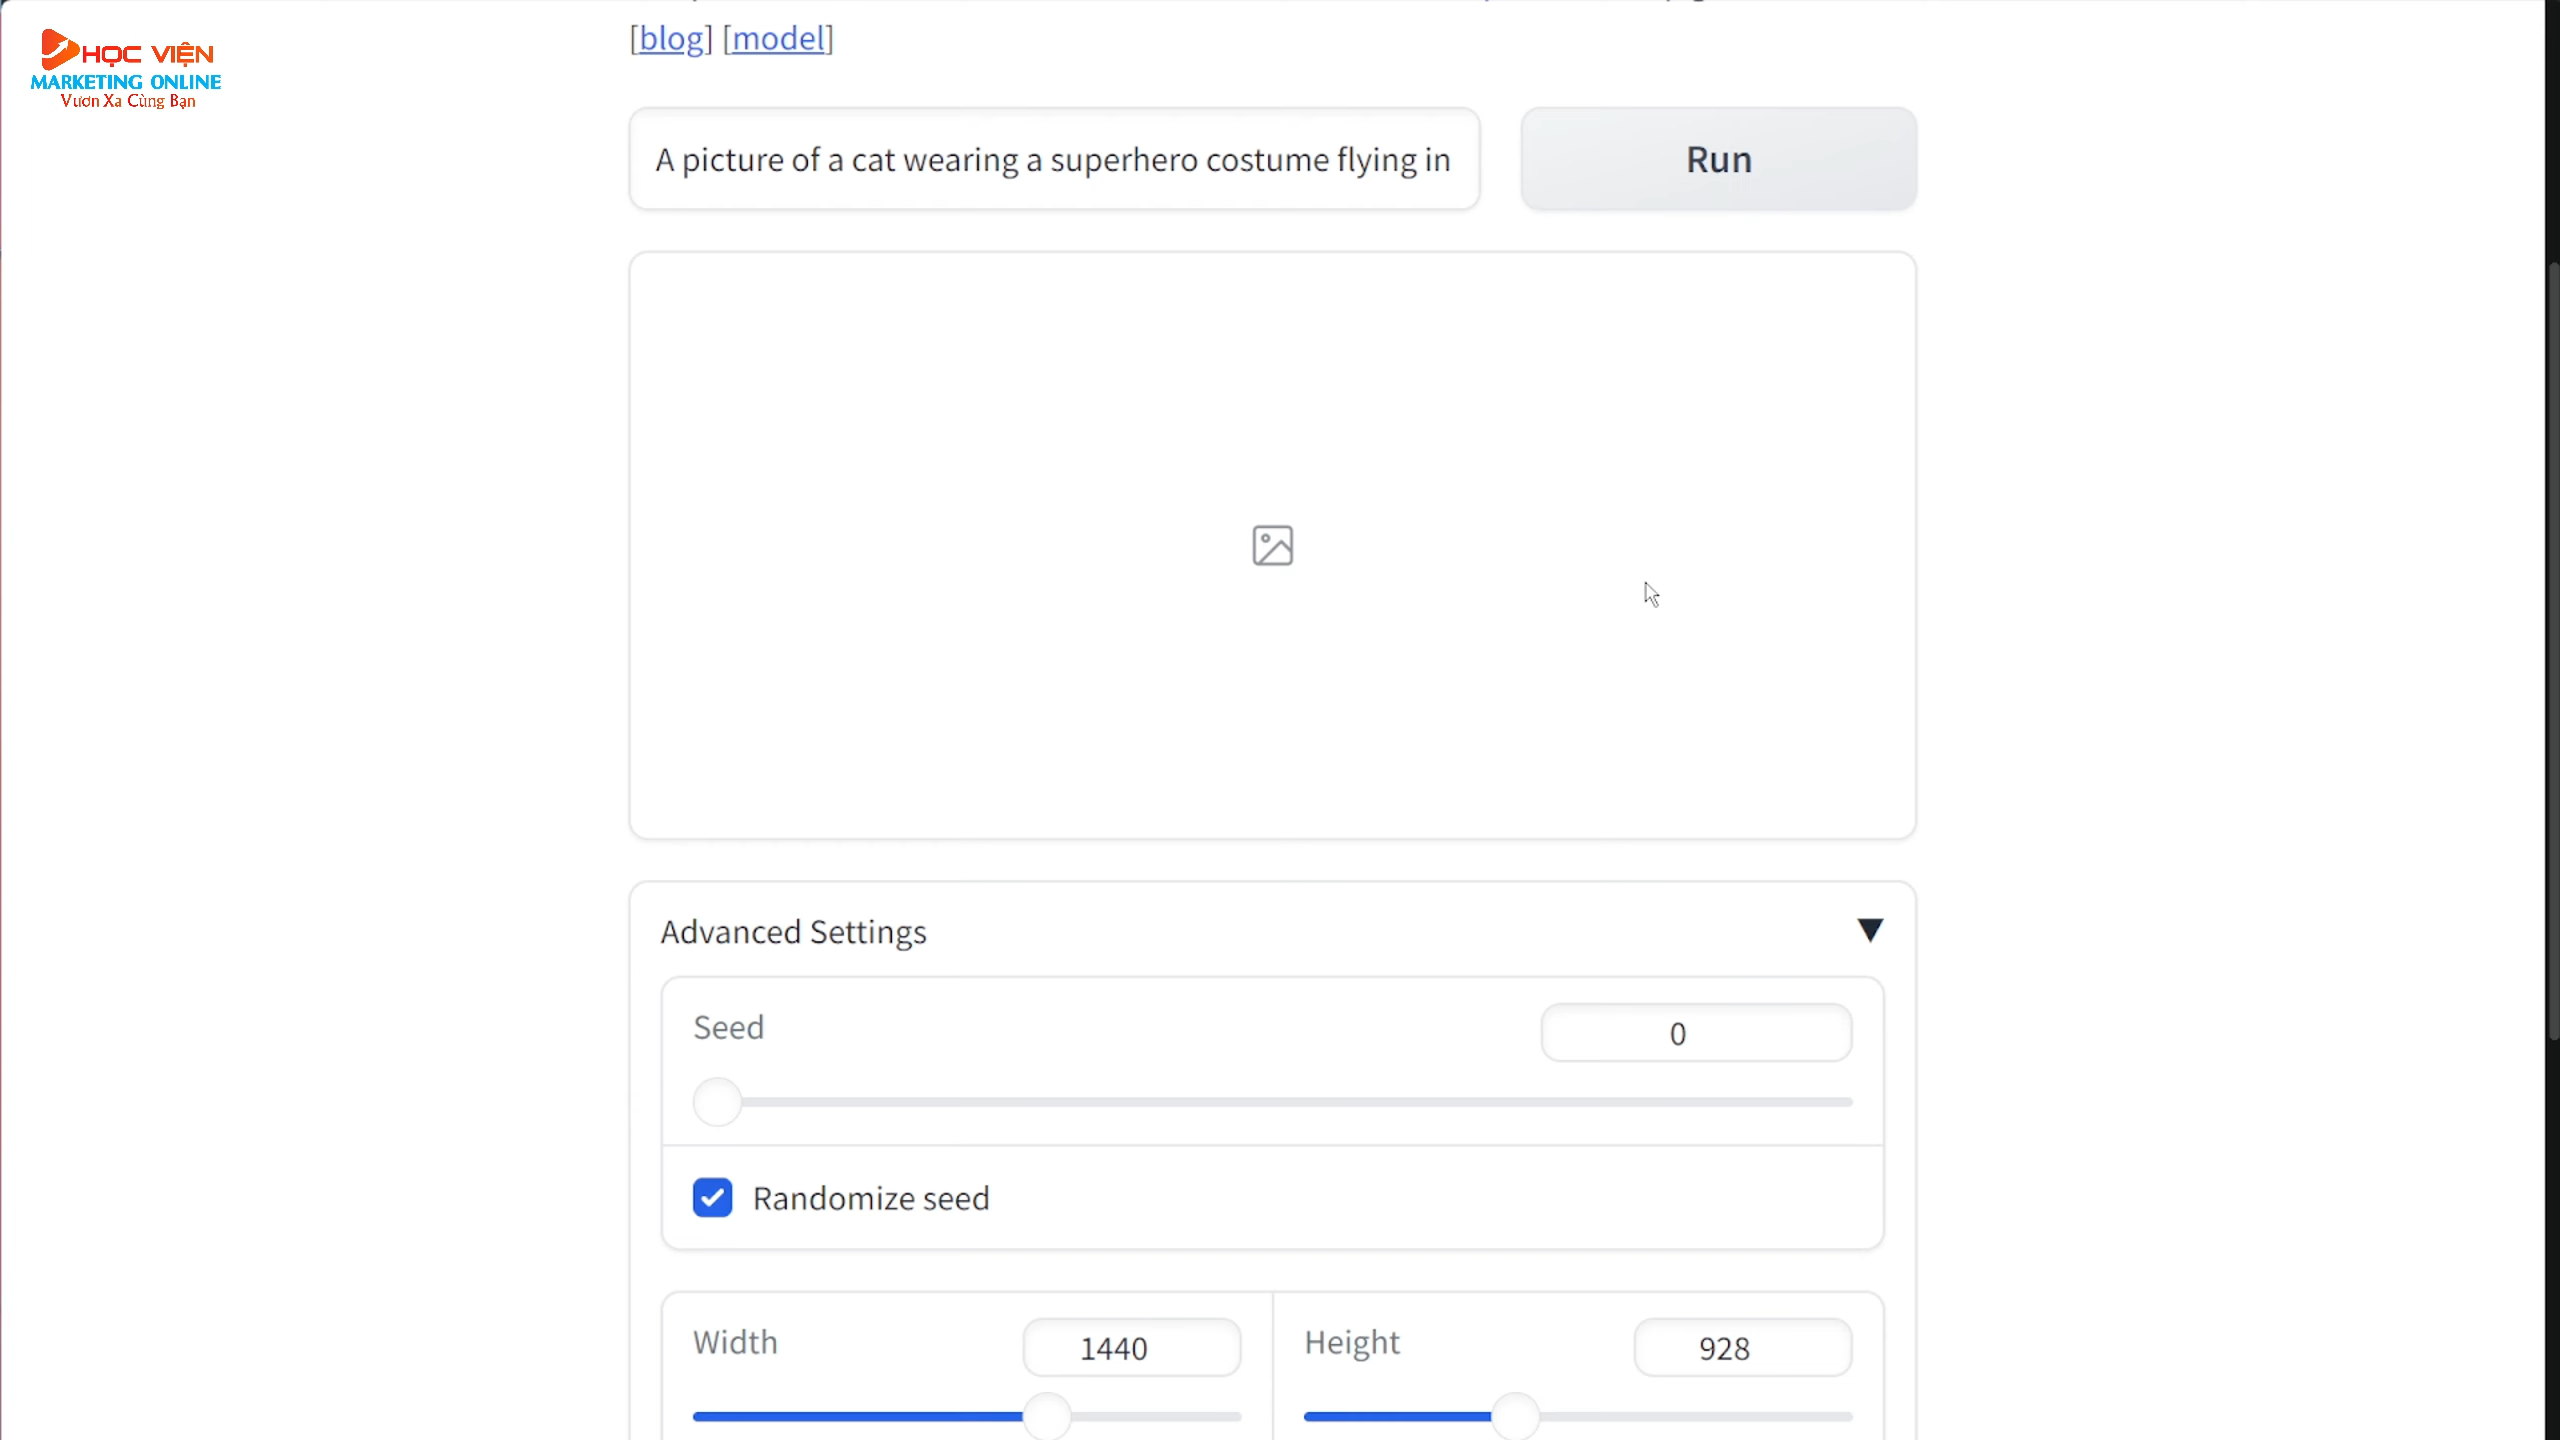 HỌC VIỆN
MARKETING ONLINE
Vươn Xa Cùng Bạn
[blog] [model]
A picture of a cat wearing a superhero costume flying in
Run
Advanced Settings
Seed
0
Randomize seed
Width
1440
Height
928